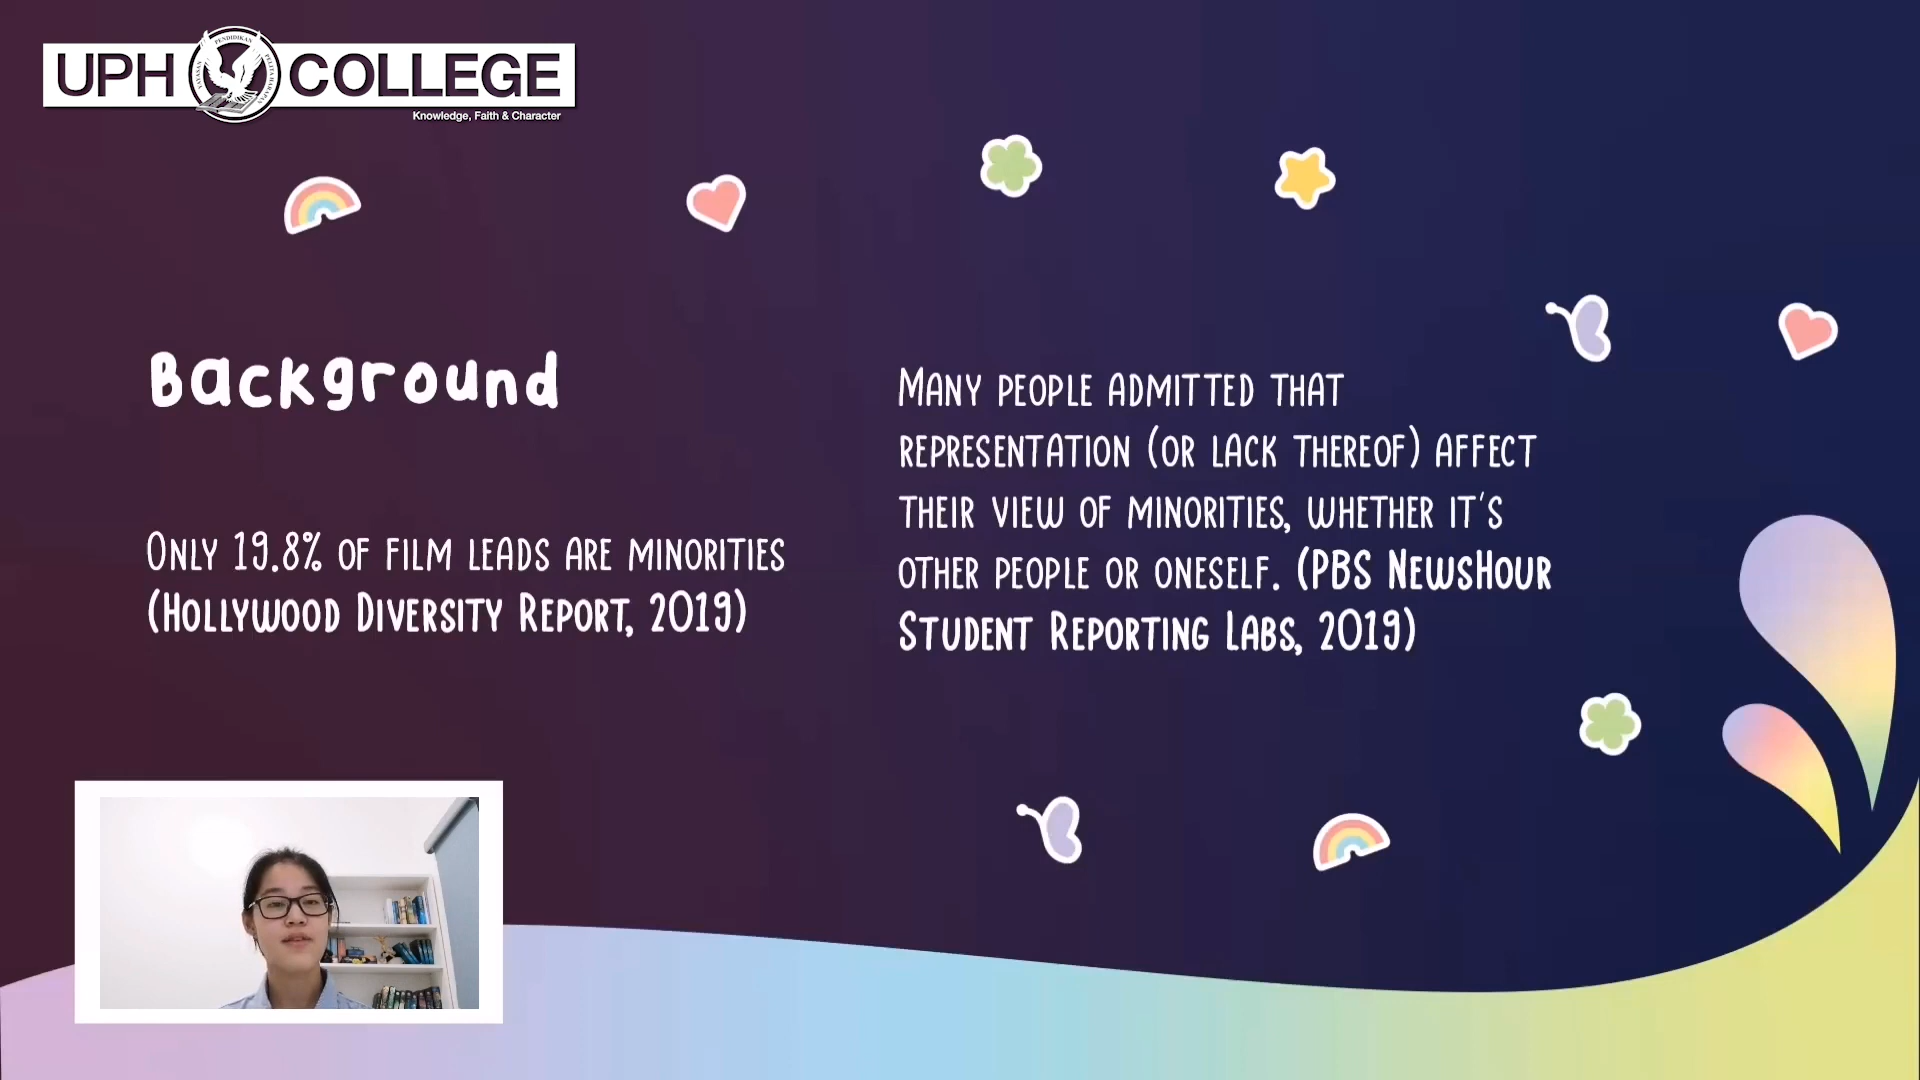 UPH COLLEGE
Knowledge, Faith & Character
Background
Only 19.8% of film leads are minorities
(Hollywood Diversity Report, 2019)
Many people admitted that
representation (or lack thereof) affect
their view of minorities, whether it's
other people or oneself. (PBS NewsHour
Student Reporting Labs, 2019)